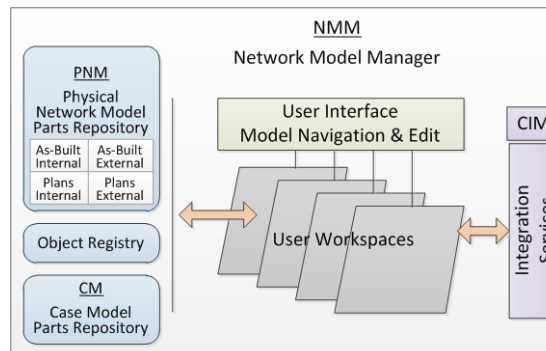 NMM
Network Model Manager
PNM
Physical
Network Model
Parts Repository
As-Built
Internal
As-Built
External
Plans
Internal
Plans
External
Object Registry
CM
Case Model
Parts Repository
User Interface
Model Navigation & Edit
User Workspaces
CIM
Integration
Services